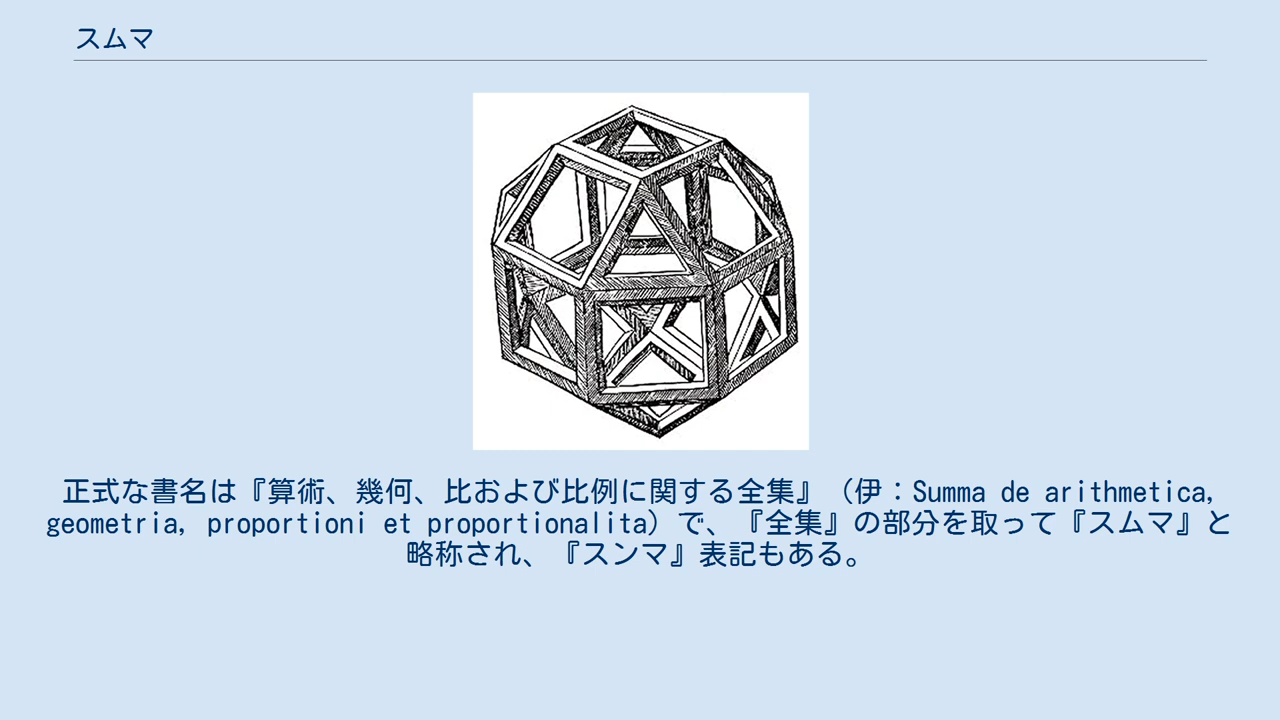 スムマ
正式な書名は『算術、幾何、比および比例に関する全集』（伊：Summa de arithmetica,
geometria, proportioni et proportionalita）で、『全集』の部分を取って『スムマ』と
略称され、『スンマ』表記もある。